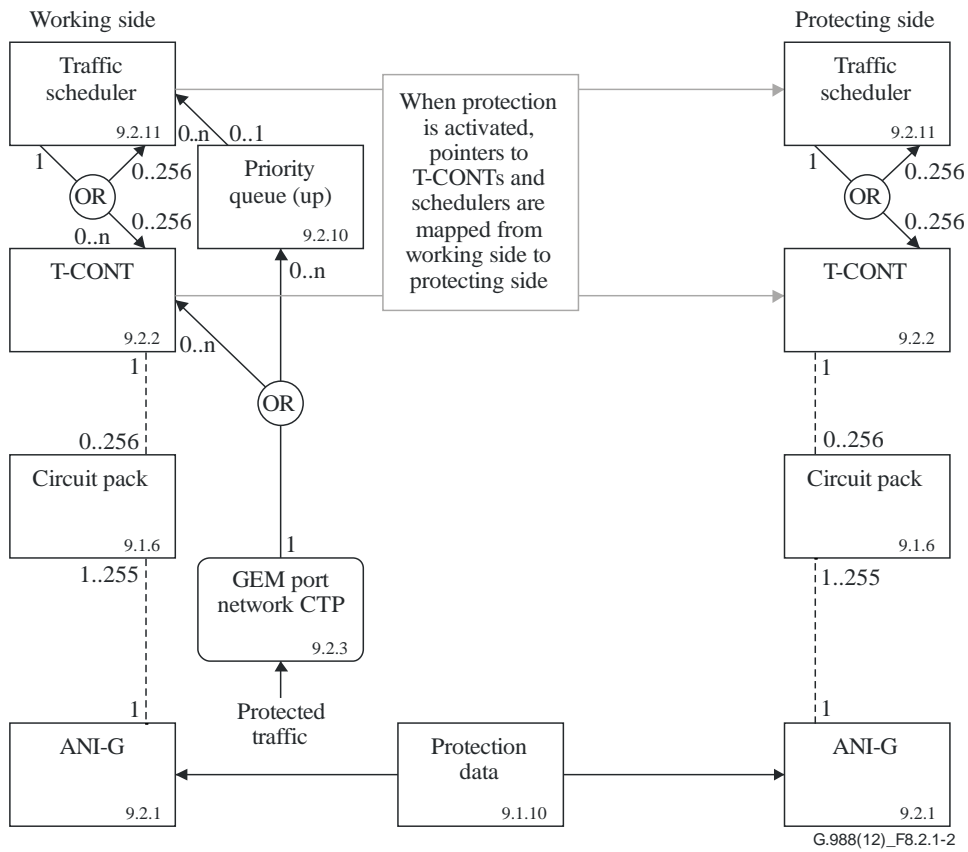 Working side
Protecting side
Traffic
scheduler
9.2.11
When protection
is activated,
pointers to
T-CONTs and
schedulers are
mapped from
working side to
protecting side
Traffic
scheduler
9.2.11
0..n
0..1
1
OR
0..256
0..256
0..n
Priority
queue (up)
9.2.10
1
OR
0..256
0..256
T-CONT
9.2.2
0..n
0..n
T-CONT
9.2.2
1
OR
1
0..256
0..256
Circuit pack
9.1.6
Circuit pack
9.1.6
1..255
1
1..255
GEM port
network CTP
9.2.3
Protected
traffic
1
1
ANI-G
9.2.1
Protection
data
9.1.10
ANI-G
9.2.1
G.988(12)_F8.2.1-2